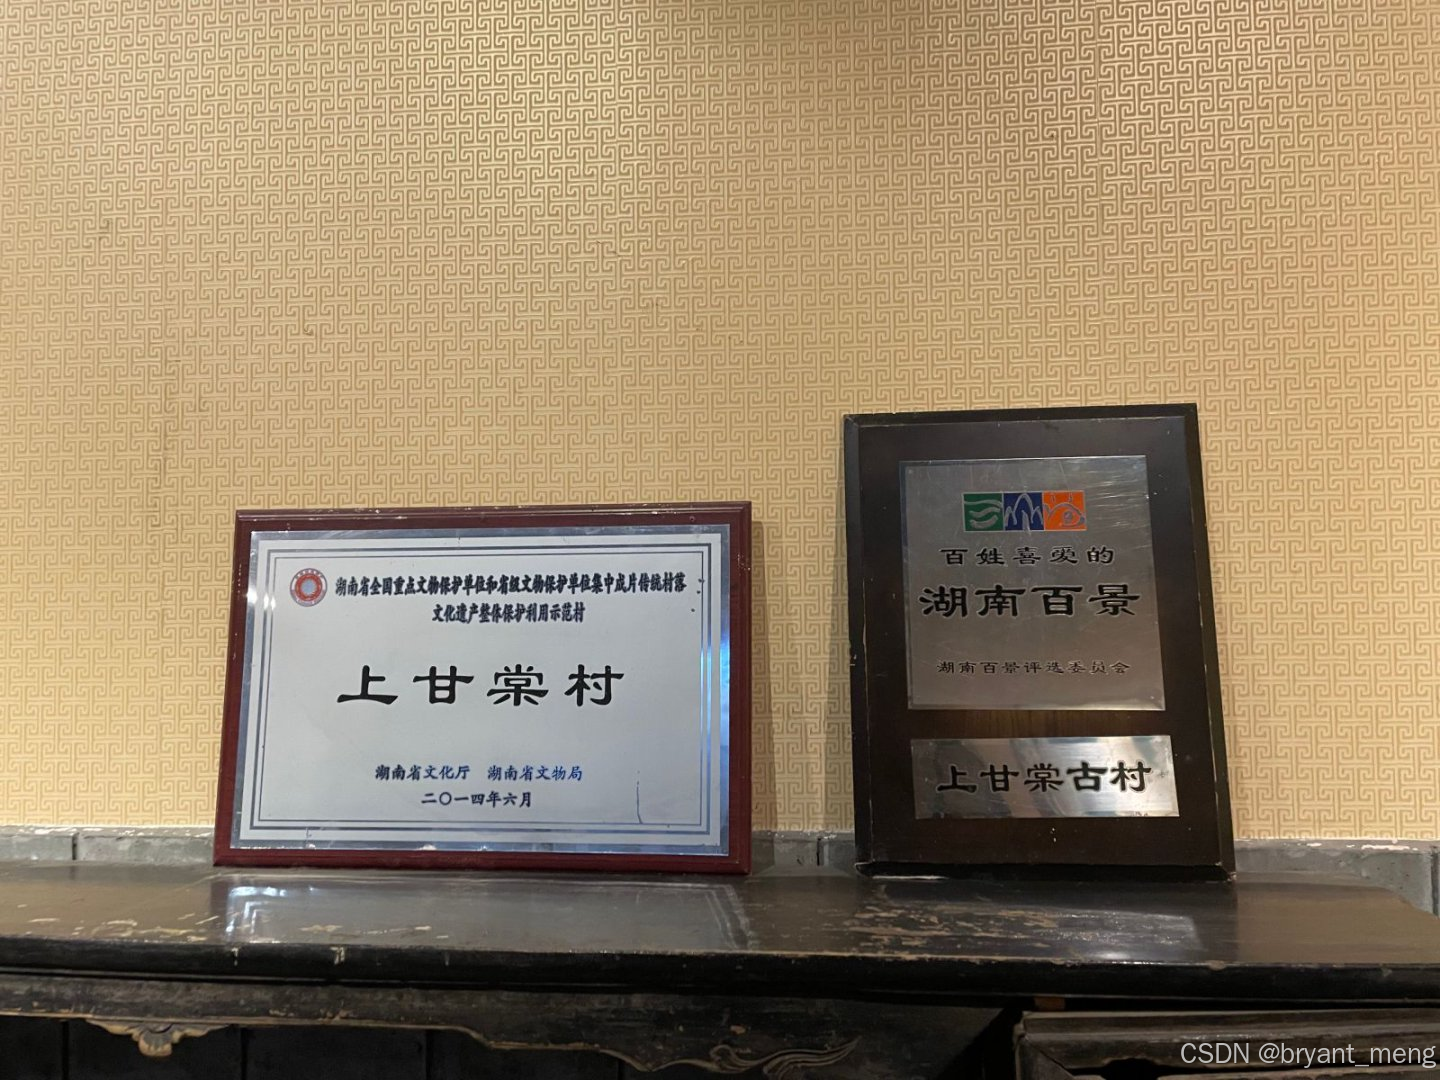 湖南省全国重点文物保护单位和省级文物保护单位集中成片传统村落
文化遗产整体保护利用示范村
上甘棠村
湖南省文化厅 湖南省文物局
二〇一四年六月
百姓喜爱的
湖南百景
湖南百景评选委员会
上甘棠古村
CSDN @bryant_meng